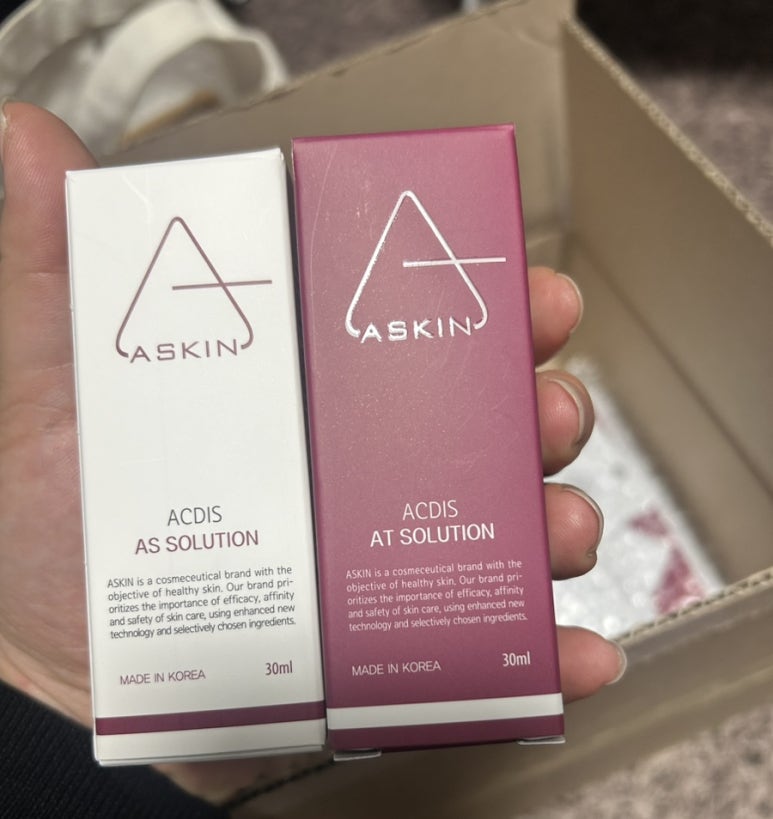 ASKIN
ACDIS
AS SOLUTION
ASKIN is a cosmeceutical brand with the
objective of healthy skin. Our brand pri-
oritizes the importance of efficacy, affinity
and safety of skin care, using enhanced new
technology and selectively chosen ingredients.
MADE IN KOREA 30ml
ASKIN
ACDIS
AT SOLUTION
ASKIN is a cosmeceutical brand with the
objective of healthy skin. Our brand pri-
oritizes the importance of efficacy, affinity
and safety of skin care, using enhanced new
technology and selectively chosen ingredients.
MADE IN KOREA 30ml